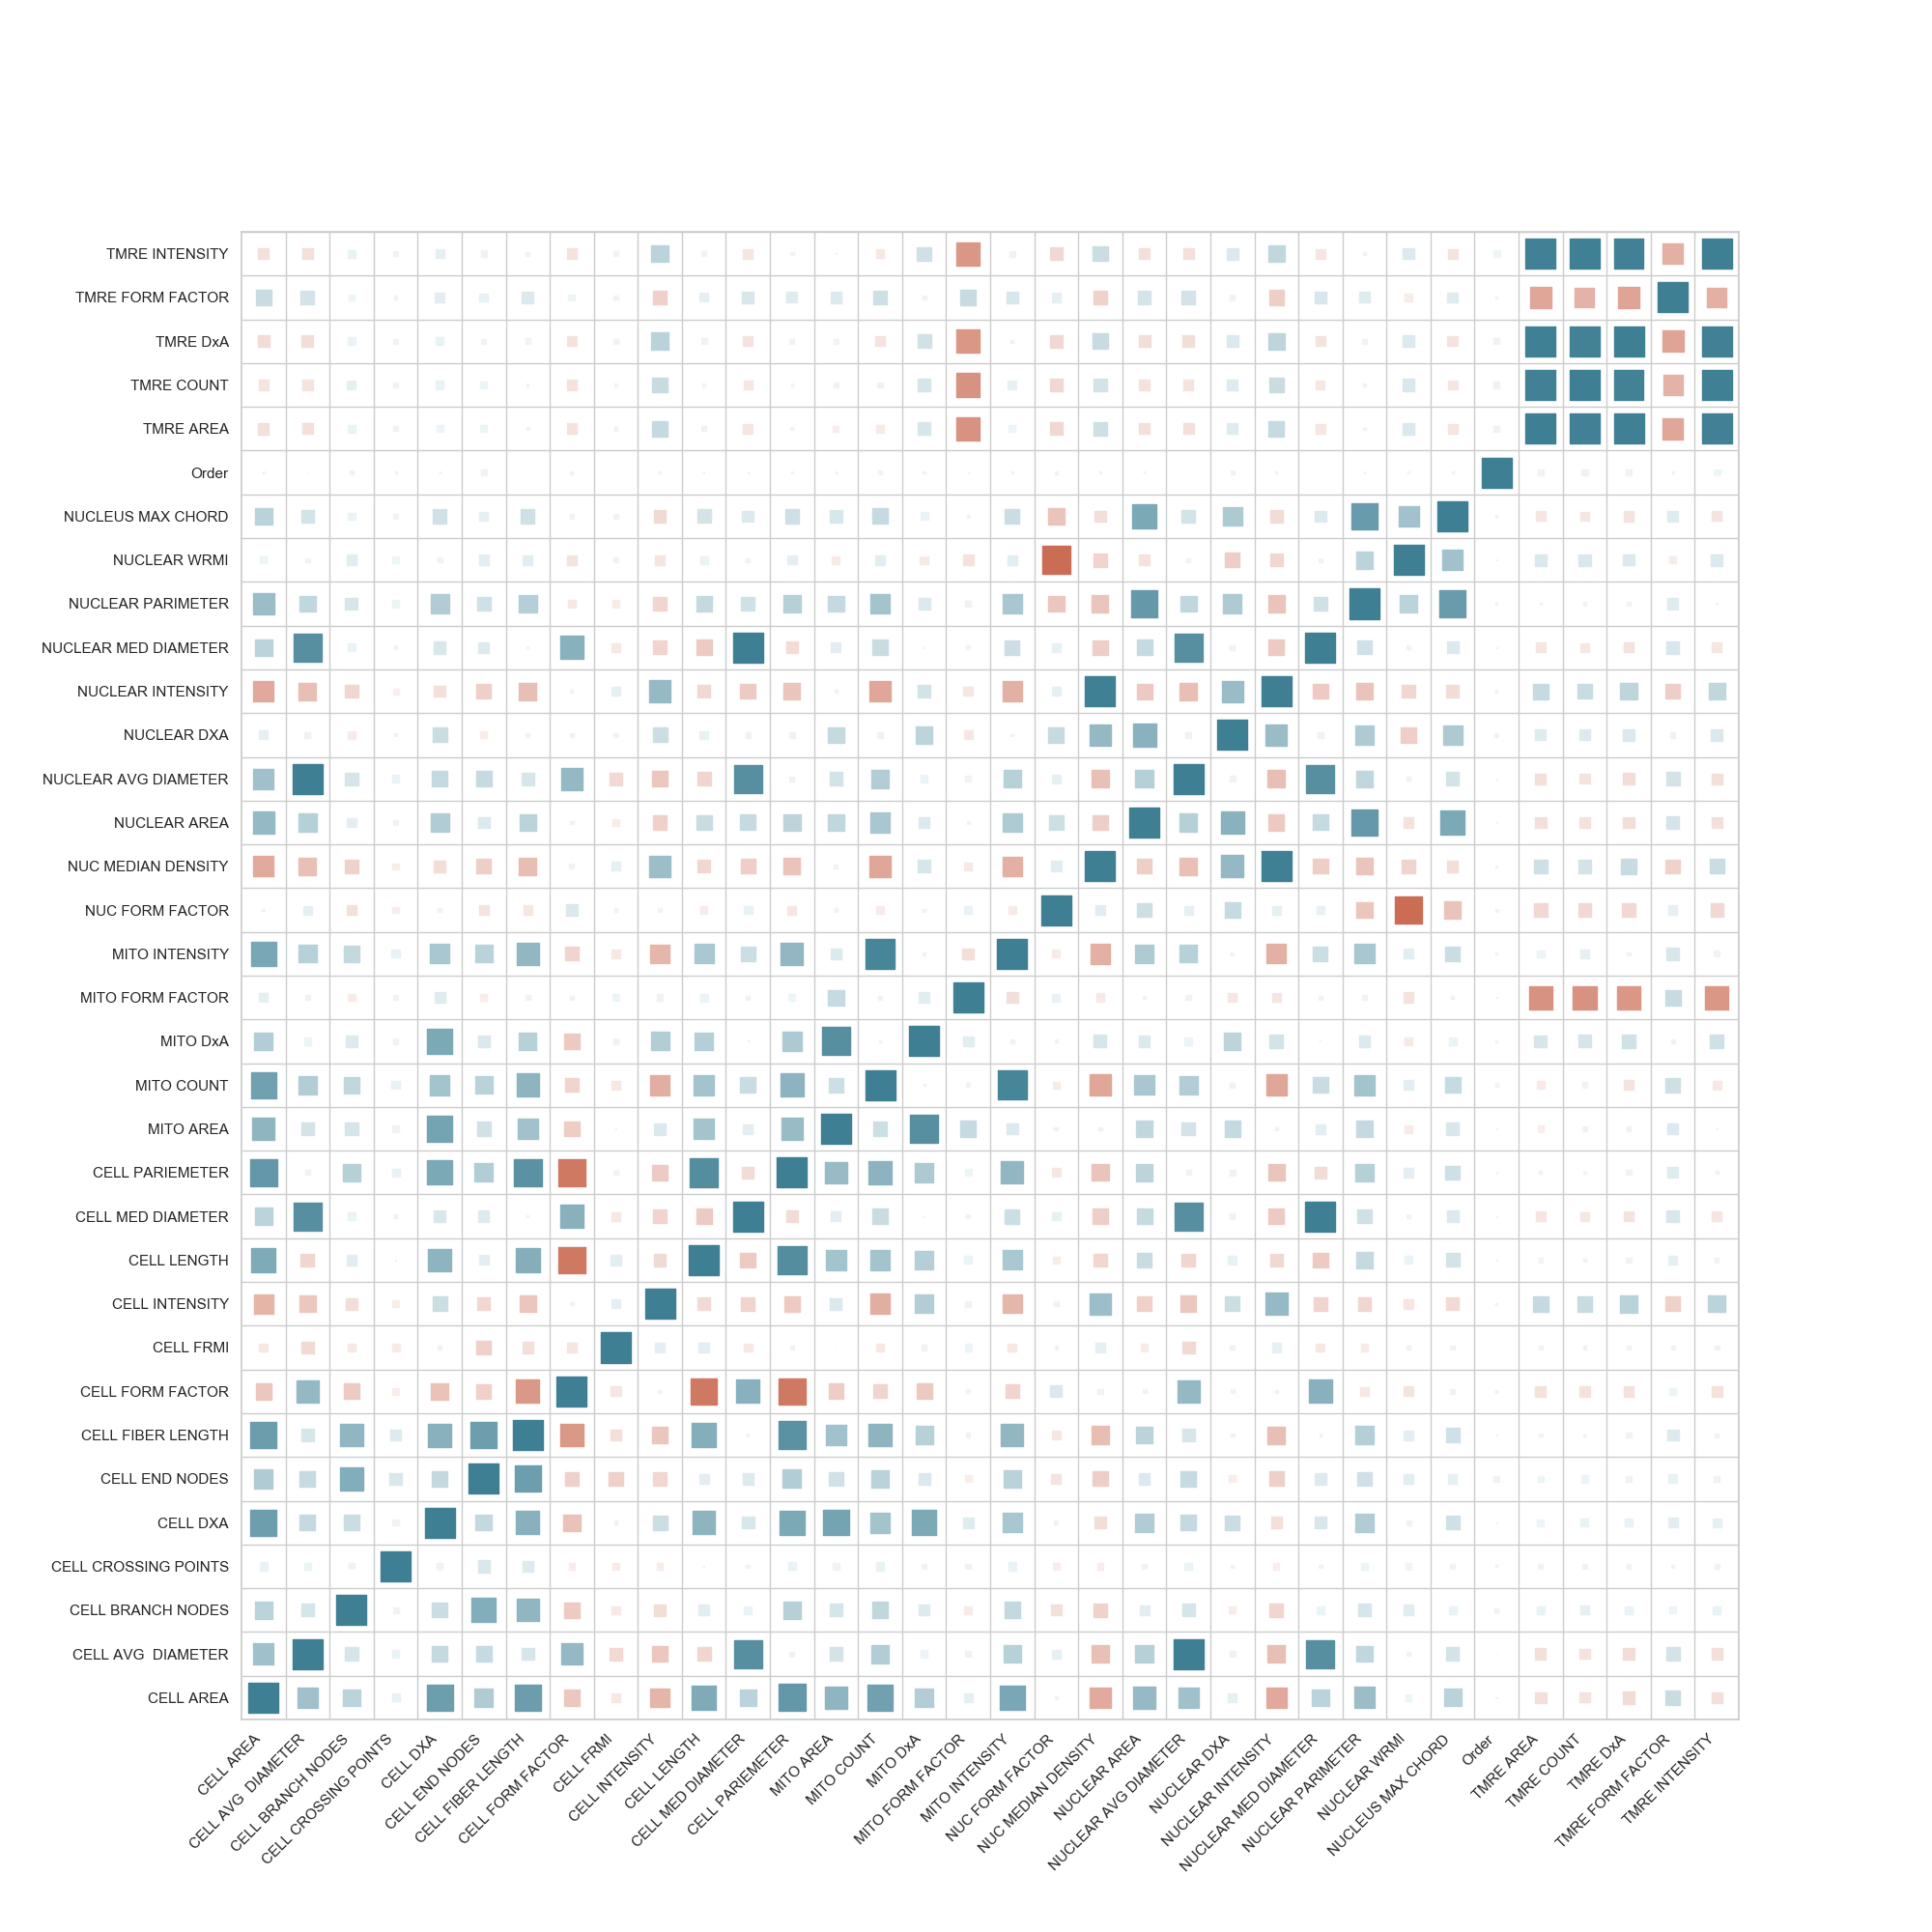 TMRE INTENSITY
TMRE FORM FACTOR
TMRE DxA
TMRE COUNT
TMRE AREA
Order
NUCLEUS MAX CHORD
NUCLEAR WRMI
NUCLEAR PARIMETER
NUCLEAR MED DIAMETER
NUCLEAR INTENSITY
NUCLEAR DXA
NUCLEAR AVG DIAMETER
NUCLEAR AREA
NUC MEDIAN DENSITY
NUC FORM FACTOR
MITO INTENSITY
MITO FORM FACTOR
MITO DxA
MITO COUNT
MITO AREA
CELL PARIEMETER
CELL MED DIAMETER
CELL LENGTH
CELL INTENSITY
CELL FRMI
CELL FORM FACTOR
CELL FIBER LENGTH
CELL END NODES
CELL DXA
CELL CROSSING POINTS
CELL BRANCH NODES
CELL AVG  DIAMETER
CELL AREA
CELL AREA
CELL AVG  DIAMETER
CELL BRANCH NODES
CELL CROSSING POINTS
CELL DXA
CELL END NODES
CELL FIBER LENGTH
CELL FORM FACTOR
CELL FRMI
CELL INTENSITY
CELL LENGTH
CELL MED DIAMETER
CELL PARIEMETER
MITO AREA
MITO COUNT
MITO DxA
MITO FORM FACTOR
MITO INTENSITY
NUC FORM FACTOR
NUC MEDIAN DENSITY
NUCLEAR AREA
NUCLEAR AVG DIAMETER
NUCLEAR DXA
NUCLEAR INTENSITY
NUCLEAR MED DIAMETER
NUCLEAR PARIMETER
NUCLEAR WRMI
NUCLEUS MAX CHORD
Order
TMRE AREA
TMRE COUNT
TMRE DxA
TMRE FORM FACTOR
TMRE INTENSITY